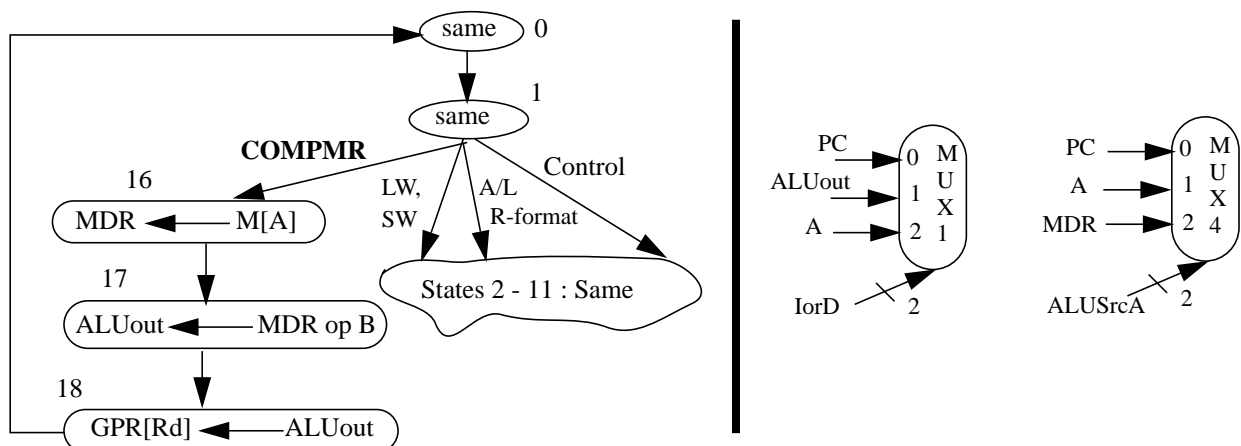 same 0
1
same
COMPMR
Control
16
LW,
SW
A/L
R-format
MDR M[A]
17
States 2 - 11 : Same
ALUout MDR op B
18
GPR[Rd] ALUout
PC
ALUout
A
0
1
2
M
U
X
1
IorD
2
PC
A
MDR
0
1
2
M
U
X
4
ALUSrcA
2